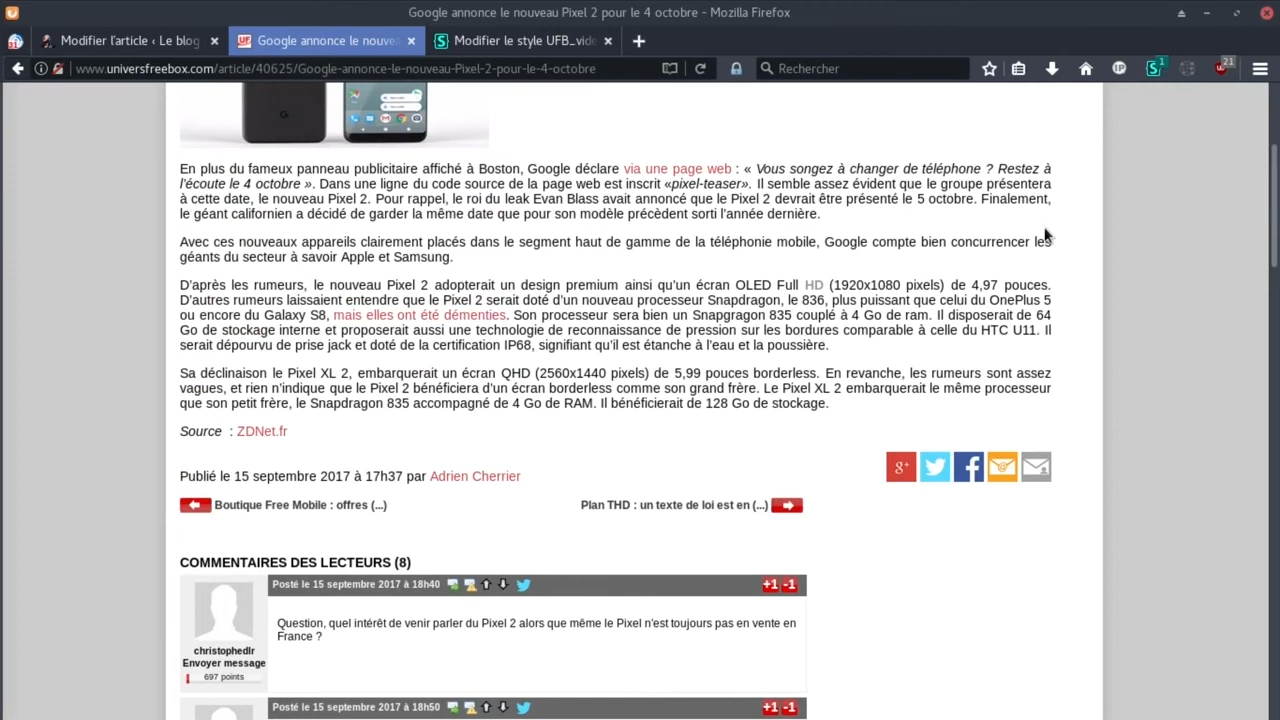 Google annonce le nouveau Pixel 2 pour le 4 octobre - Mozilla Firefox
31 Modifier l'article ‹ Le blog
UF Google annonce le nouve
S Modifier le style UFB_vide
www.universfreebox.com/article/40625/Google-annonce-le-nouveau-Pixel-2-pour-le-4-octobre
Rechercher
1
21
En plus du fameux panneau publicitaire affiché à Boston, Google déclare via une page web : « Vous songez à changer de téléphone ? Restez à
l'écoute le 4 octobre ». Dans une ligne du code source de la page web est inscrit «pixel-teaser». Il semble assez évident que le groupe présentera
à cette date, le nouveau Pixel 2. Pour rappel, le roi du leak Evan Blass avait annoncé que le Pixel 2 devrait être présenté le 5 octobre. Finalement,
le géant californien a décidé de garder la même date que pour son modèle précèdent sorti l'année dernière.
Avec ces nouveaux appareils clairement placés dans le segment haut de gamme de la téléphonie mobile, Google compte bien concurrencer les
géants du secteur à savoir Apple et Samsung.
D'après les rumeurs, le nouveau Pixel 2 adopterait un design premium ainsi qu'un écran OLED Full HD (1920x1080 pixels) de 4,97 pouces.
D'autres rumeurs laissaient entendre que le Pixel 2 serait doté d'un nouveau processeur Snapdragon, le 836, plus puissant que celui du OnePlus 5
ou encore du Galaxy S8, mais elles ont été démenties. Son processeur sera bien un Snapgragon 835 couplé à 4 Go de ram. Il disposerait de 64
Go de stockage interne et proposerait aussi une technologie de reconnaissance de pression sur les bordures comparable à celle du HTC U11. Il
serait dépourvu de prise jack et doté de la certification IP68, signifiant qu'il est étanche à l'eau et la poussière.
Sa déclinaison le Pixel XL 2, embarquerait un écran QHD (2560x1440 pixels) de 5,99 pouces borderless. En revanche, les rumeurs sont assez
vagues, et rien n'indique que le Pixel 2 bénéficiera d'un écran borderless comme son grand frère. Le Pixel XL 2 embarquerait le même processeur
que son petit frère, le Snapdragon 835 accompagné de 4 Go de RAM. Il bénéficierait de 128 Go de stockage.
Source : ZDNet.fr
Publié le 15 septembre 2017 à 17h37 par Adrien Cherrier
Boutique Free Mobile : offres (...)
Plan THD : un texte de loi est en (...)
COMMENTAIRES DES LECTEURS (8)
Posté le 15 septembre 2017 à 18h40
+1 -1
Question, quel intérêt de venir parler du Pixel 2 alors que même le Pixel n'est toujours pas en vente en
France ?
christophedlr
Envoyer message
697 points
Posté le 15 septembre 2017 à 18h50
+1 -1